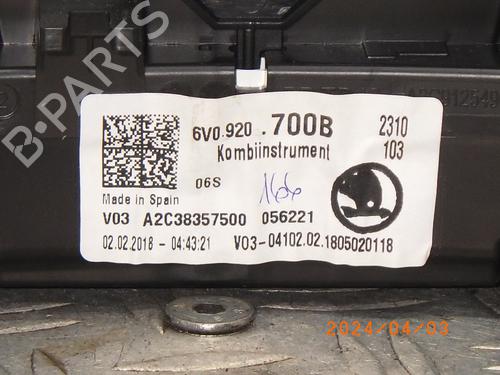 B-PARTS
6V0.920 .700B 2310
Kombiinstrument 103
06S
Made in Spain
V03 A2C38357500 056221
02.02.2018 - 04:43:21 V03-04102.02.1805020118
2024/04/03